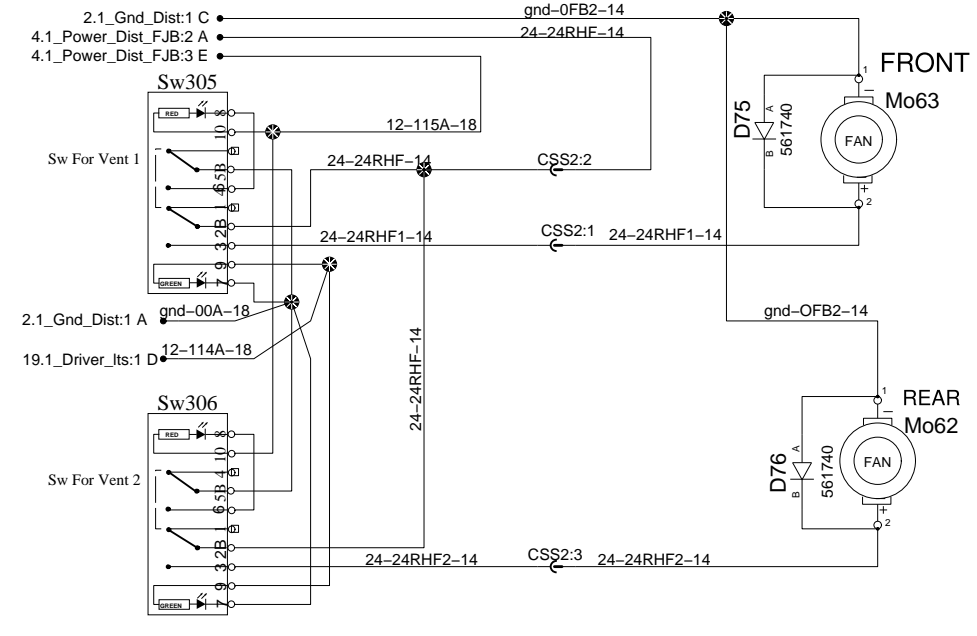 2.1_Gnd_Dist:1 C
gnd-0FB2-14
4.1_Power_Dist_FJB:2 A
24-24RHF-14
4.1_Power_Dist_FJB:3 E
Sw305
RED
8
10
12-115A-18
Sw For Vent 1
5B
24-24RHF-14
CSS2:2
6
4
1
2B
3
24-24RHF1-14
CSS2:1
24-24RHF1-14
9
GREEN
7
2.1_Gnd_Dist:1 A
gnd-00A-18
19.1_Driver_lts:1 D
12-114A-18
24-24RHF-14
FRONT
Mo63
FAN
1
−
+
2
D75
A
B
561740
gnd-OFB2-14
REAR
Mo62
FAN
1
−
+
2
D76
A
B
561740
Sw306
RED
8
10
Sw For Vent 2
4
5B
6
1
2B
3
24-24RHF2-14
CSS2:3
24-24RHF2-14
9
GREEN
7